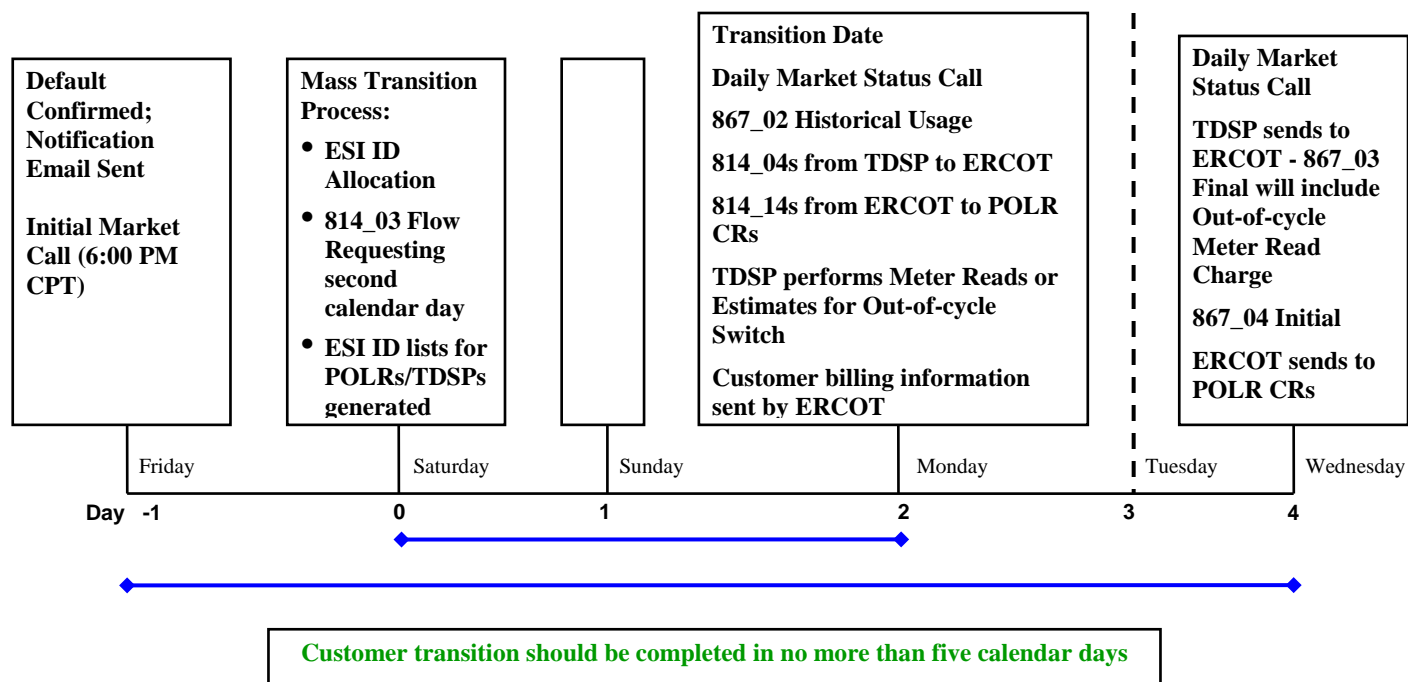 Default
Confirmed;
Notification
Email Sent
Initial Market
Call (6:00 PM
CPT)
Mass Transition
Process:
• ESI ID
Allocation
• 814_03 Flow
Requesting
second
calendar day
• ESI ID lists for
POLRs/TDSPs
generated
Transition Date
Daily Market Status Call
867_02 Historical Usage
814_04s from TDSP to ERCOT
814_14s from ERCOT to POLR
CRs
TDSP performs Meter Reads or
Estimates for Out-of-cycle
Switch
Customer billing information
sent by ERCOT
Daily Market
Status Call
TDSP sends to
ERCOT - 867_03
Final will include
Out-of-cycle
Meter Read
Charge
867_04 Initial
ERCOT sends to
POLR CRs
Friday
Saturday
Sunday
Monday
Tuesday
Wednesday
Day -1
0
1
2
3
4
Customer transition should be completed in no more than five calendar days